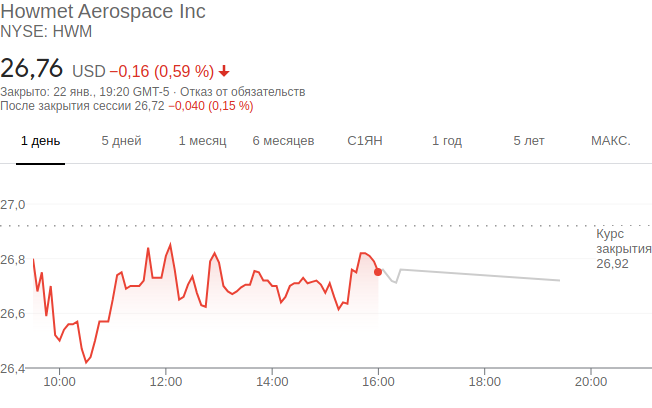 Howmet Aerospace Inc
NYSE: HWM
26,76 USD −0,16 (0,59 %)
Закрыто: 22 янв., 19:20 GMT-5 · Отказ от обязательств
После закрытия сессии 26,72 −0,040 (0,15 %)
1 день 5 дней 1 месяц 6 месяцев С1ЯН 1 год 5 лет МАКС.
27,0
Курс
закрытия
26,92
26,8
26,6
26,4
10:00 12:00 14:00 16:00 18:00 20:00